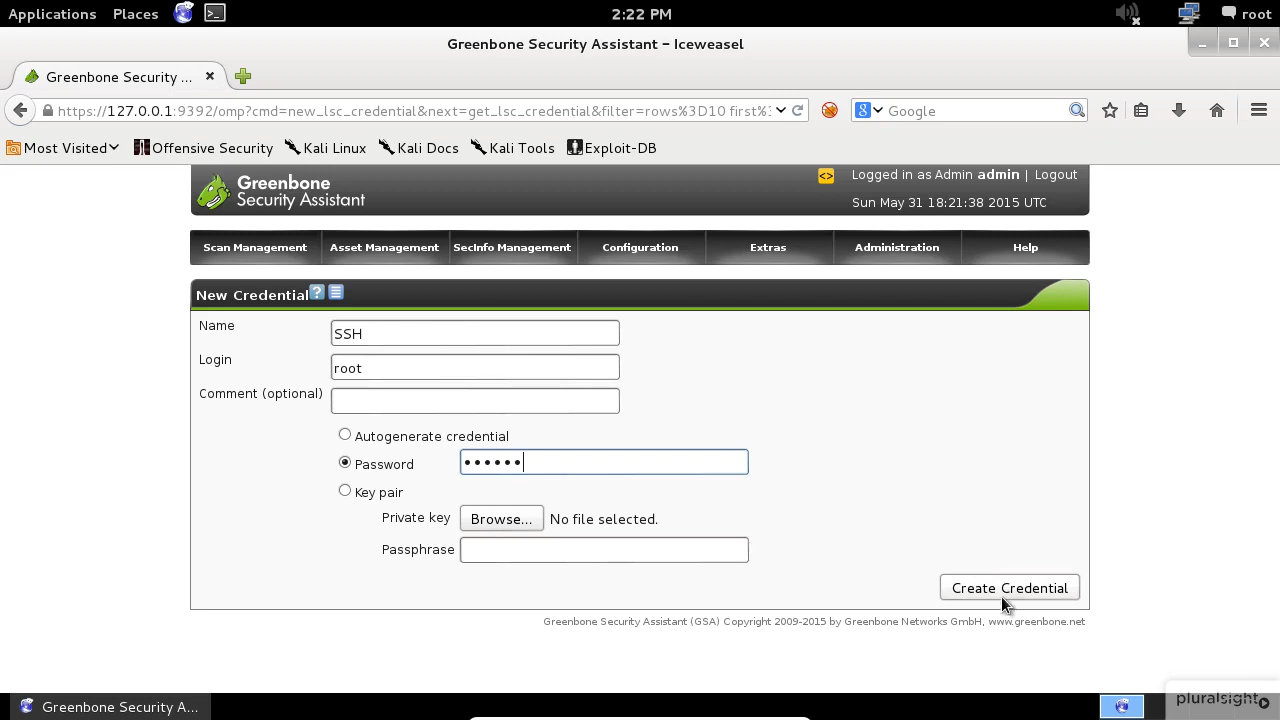 Applications Places 2:22 PM root
Greenbone Security Assistant - Iceweasel
Greenbone Security ...
https://127.0.0.1:9392/omp?cmd=new_lsc_credential&next=get_lsc_credential&filter=rows%3D10 first%: Google
Most Visited Offensive Security Kali Linux Kali Docs Kali Tools Exploit-DB
Greenbone
Security Assistant
Logged in as Admin admin | Logout
Sun May 31 18:21:38 2015 UTC
Scan Management Asset Management SecInfo Management Configuration Extras Administration Help
New Credential
Name SSH
Login root
Comment (optional)
Autogenerate credential
Password ••••••
Key pair
Private key Browse... No file selected.
Passphrase
Create Credential
Greenbone Security Assistant (GSA) Copyright 2009-2015 by Greenbone Networks GmbH, www.greenbone.net
Greenbone Security A...
pluralsight